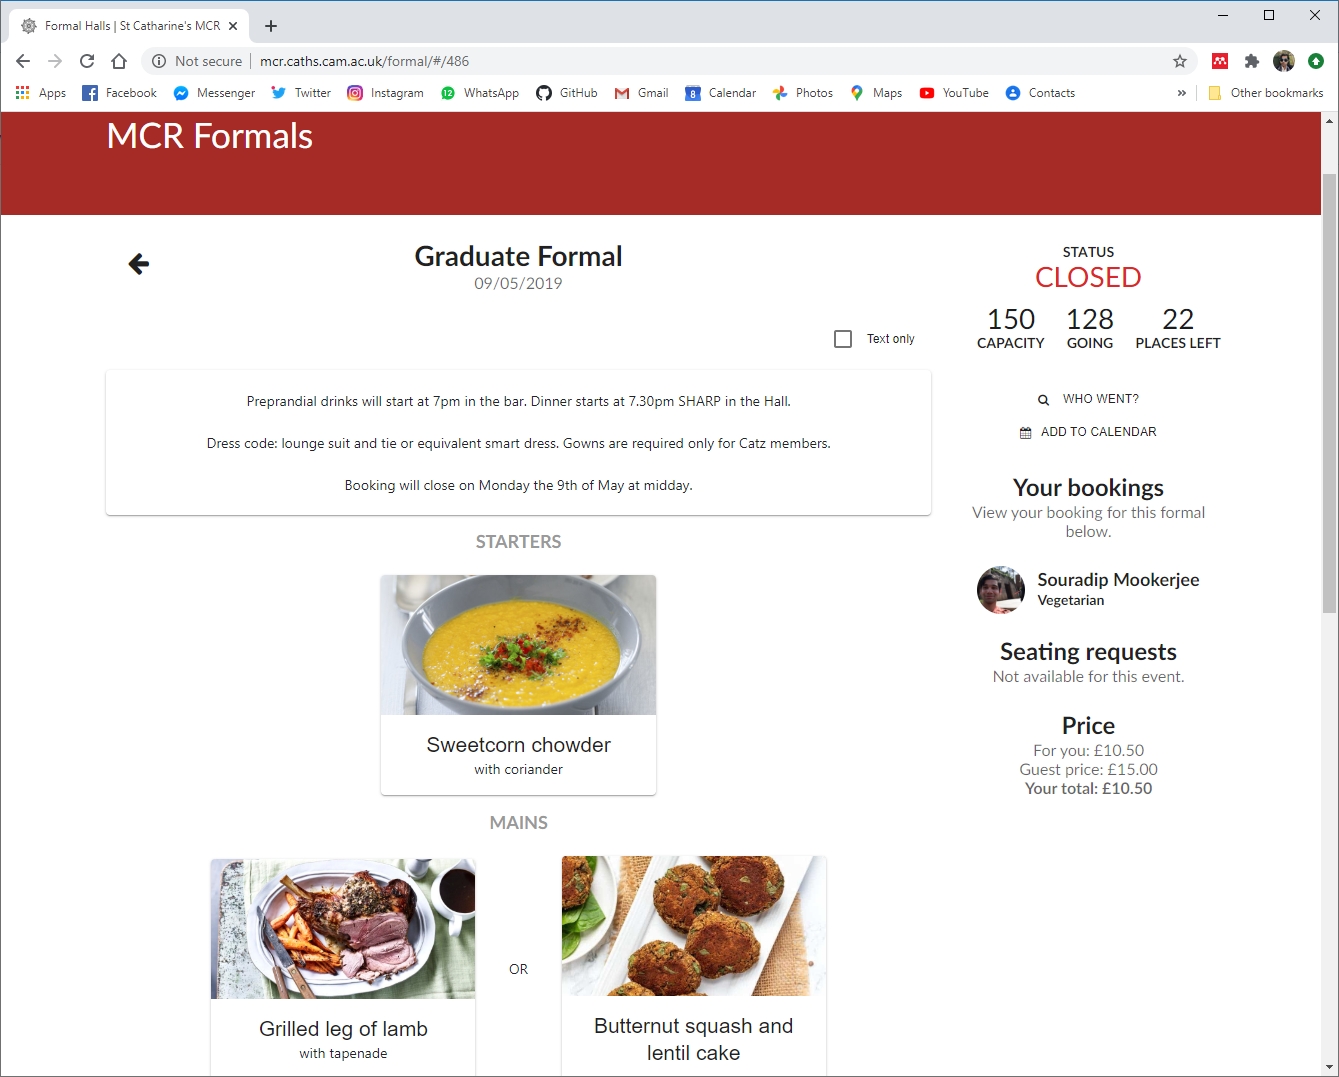 Formal Halls | St Catharine's MCR
Not secure
mcr.caths.cam.ac.uk/formal/#/486
Apps
Facebook
Messenger
Twitter
Instagram
12
WhatsApp
GitHub
Gmail
8
Calendar
Photos
Maps
YouTube
Contacts
»
Other bookmarks
MCR Formals
Graduate Formal
09/05/2019
Text only
Preprandial drinks will start at 7pm in the bar. Dinner starts at 7.30pm SHARP in the Hall.
Dress code: lounge suit and tie or equivalent smart dress. Gowns are required only for Catz members.
Booking will close on Monday the 9th of May at midday.
STARTERS
Sweetcorn chowder
with coriander
MAINS
Grilled leg of lamb
with tapenade
OR
Butternut squash and
lentil cake
STATUS
CLOSED
150 128 22
CAPACITY GOING PLACES LEFT
WHO WENT?
ADD TO CALENDAR
Your bookings
View your booking for this formal
below.
Souradip Mookerjee
Vegetarian
Seating requests
Not available for this event.
Price
For you: £10.50
Guest price: £15.00
Your total: £10.50